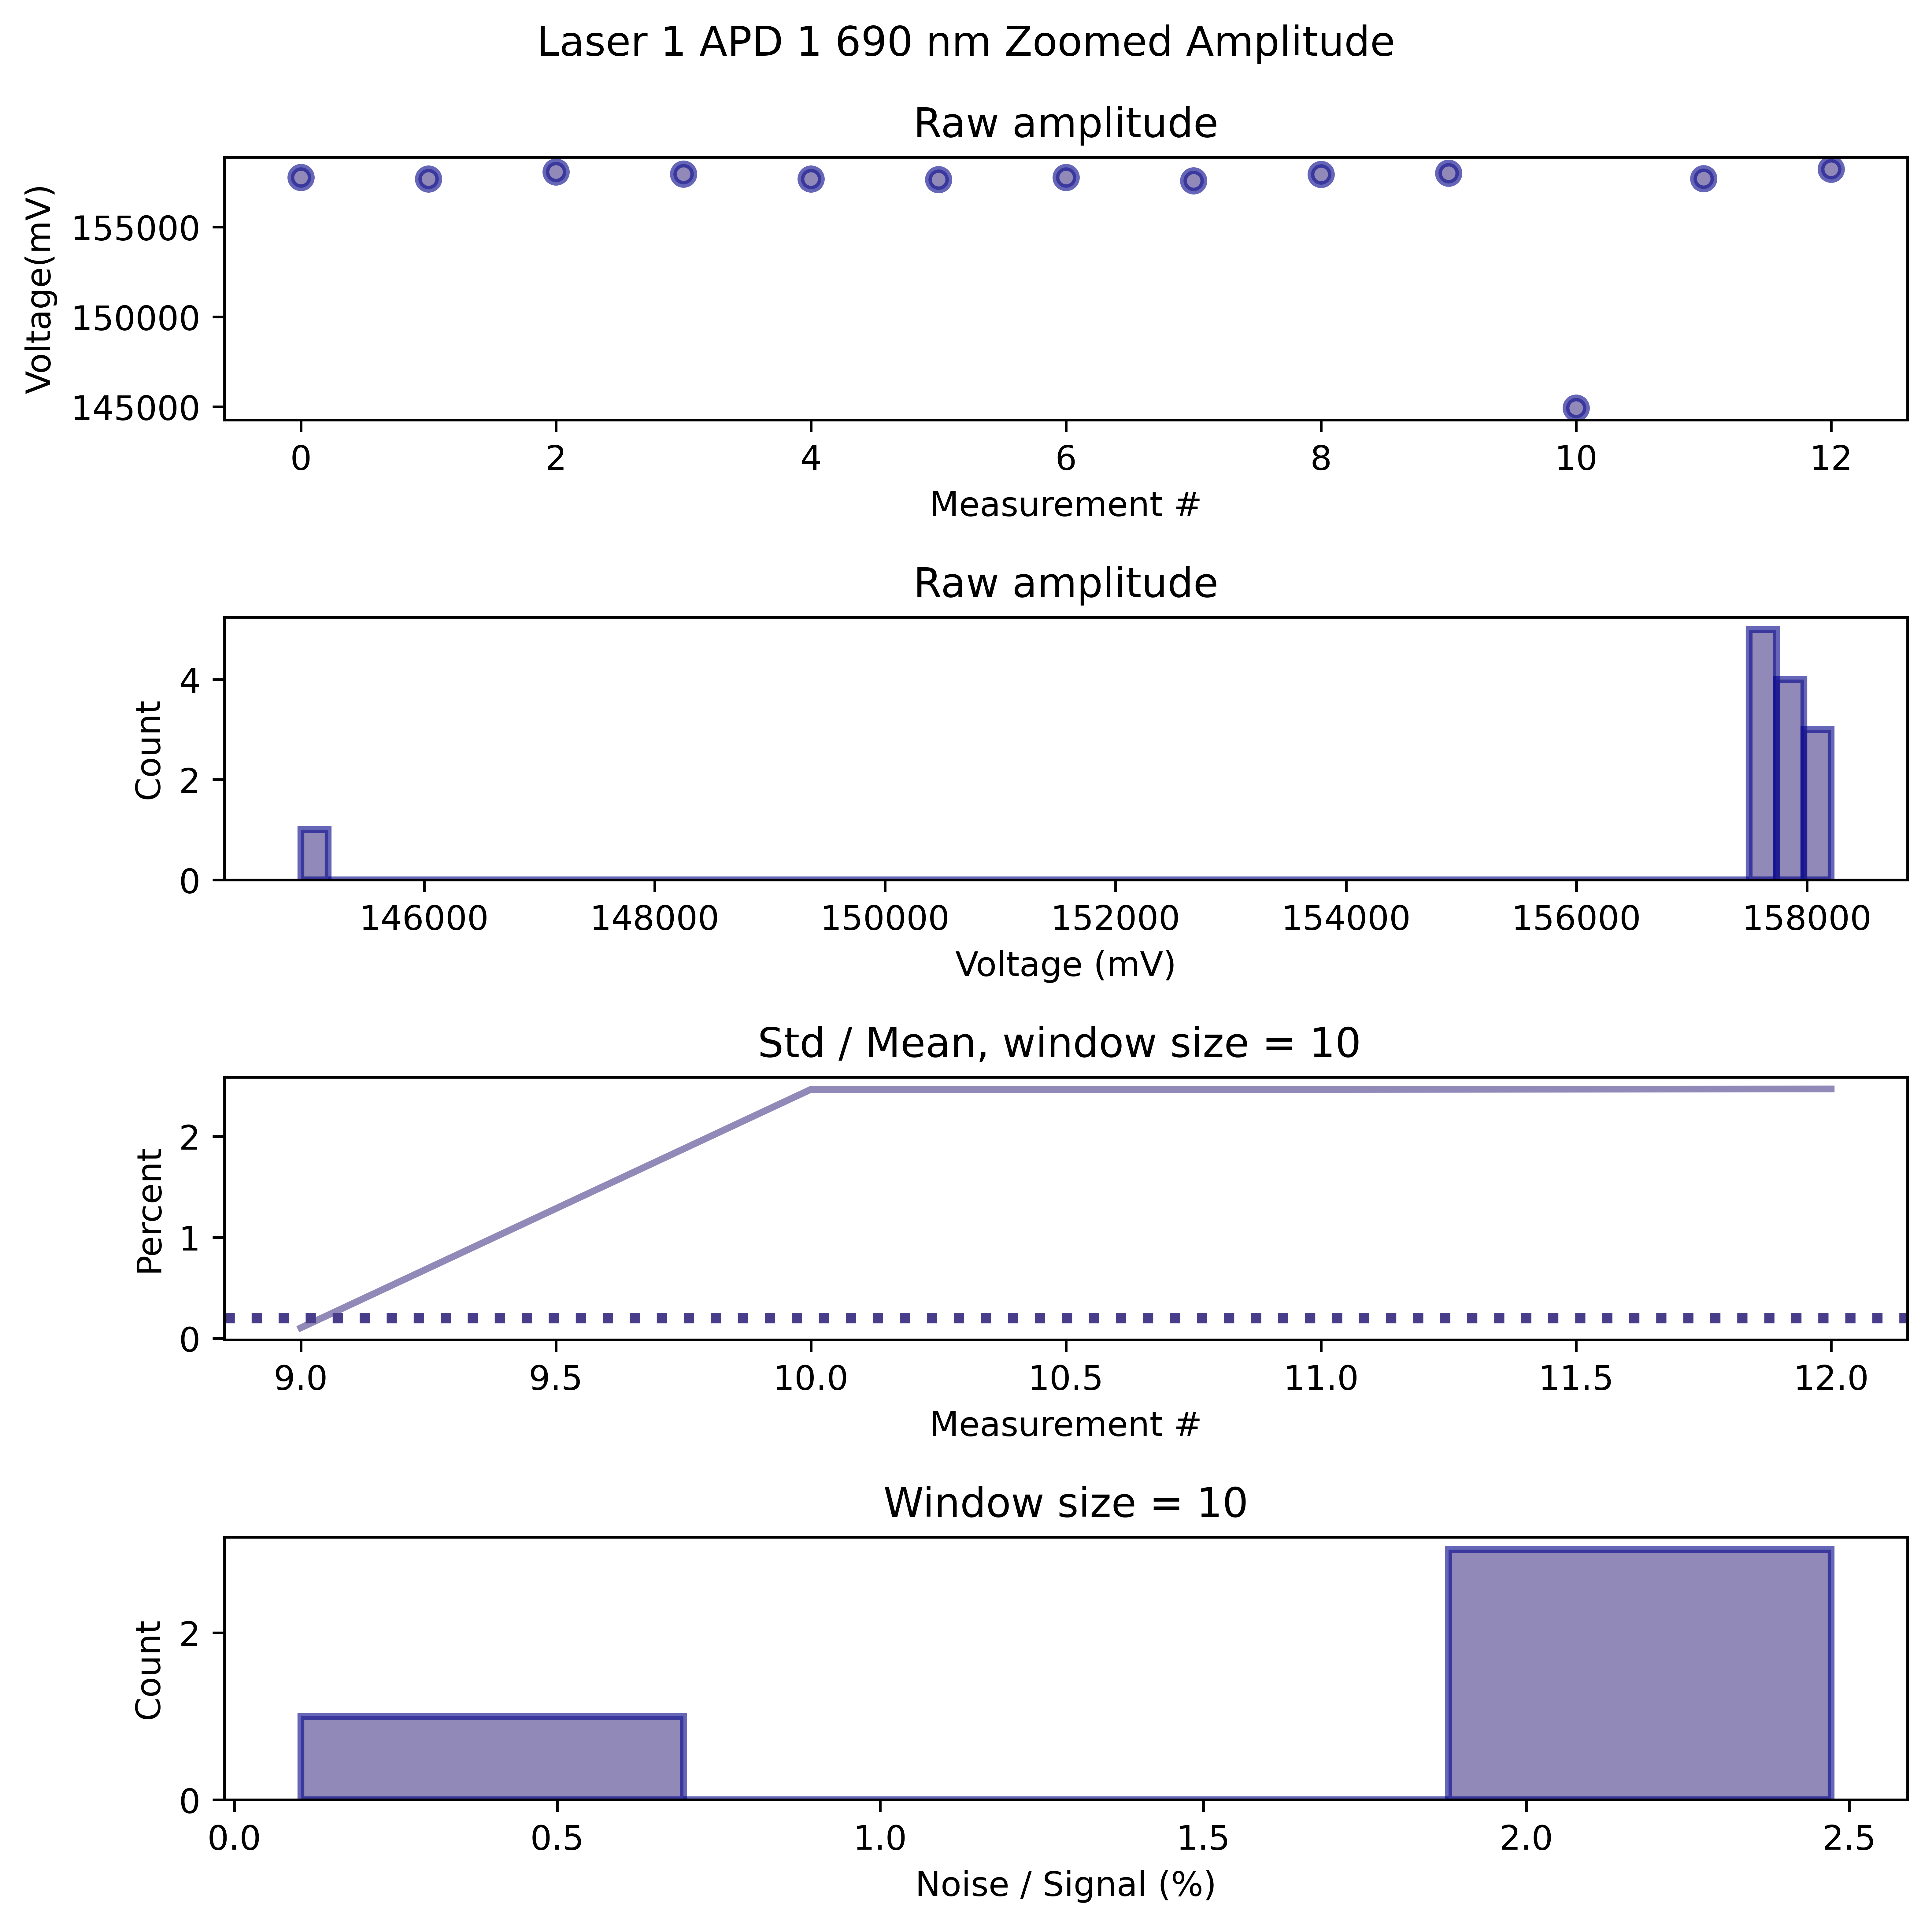 Laser 1 APD 1 690 nm Zoomed Amplitude
Raw amplitude
Voltage(mV)
155000
150000
145000
0 2 4 6 8 10 12
Measurement #
Raw amplitude
Count
4
2
0
146000 148000 150000 152000 154000 156000 158000
Voltage (mV)
Std / Mean, window size = 10
Percent
2
1
0
9.0 9.5 10.0 10.5 11.0 11.5 12.0
Measurement #
Window size = 10
Count
2
0
0.0 0.5 1.0 1.5 2.0 2.5
Noise / Signal (%)